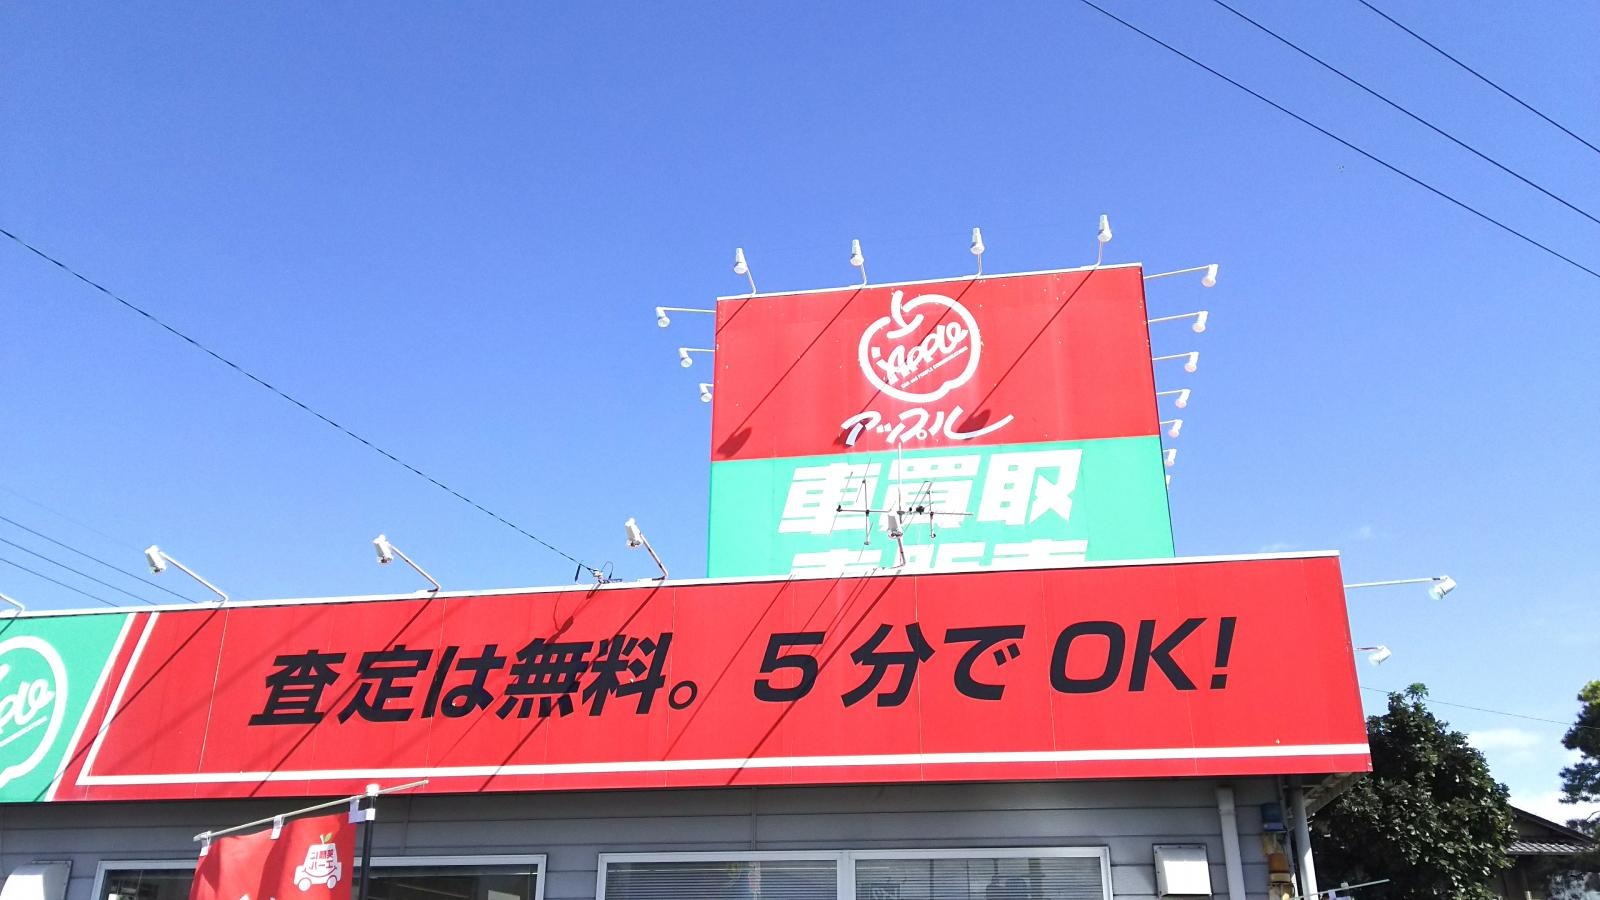 Apple
アップル
車買取
査定は無料。5分でOK!